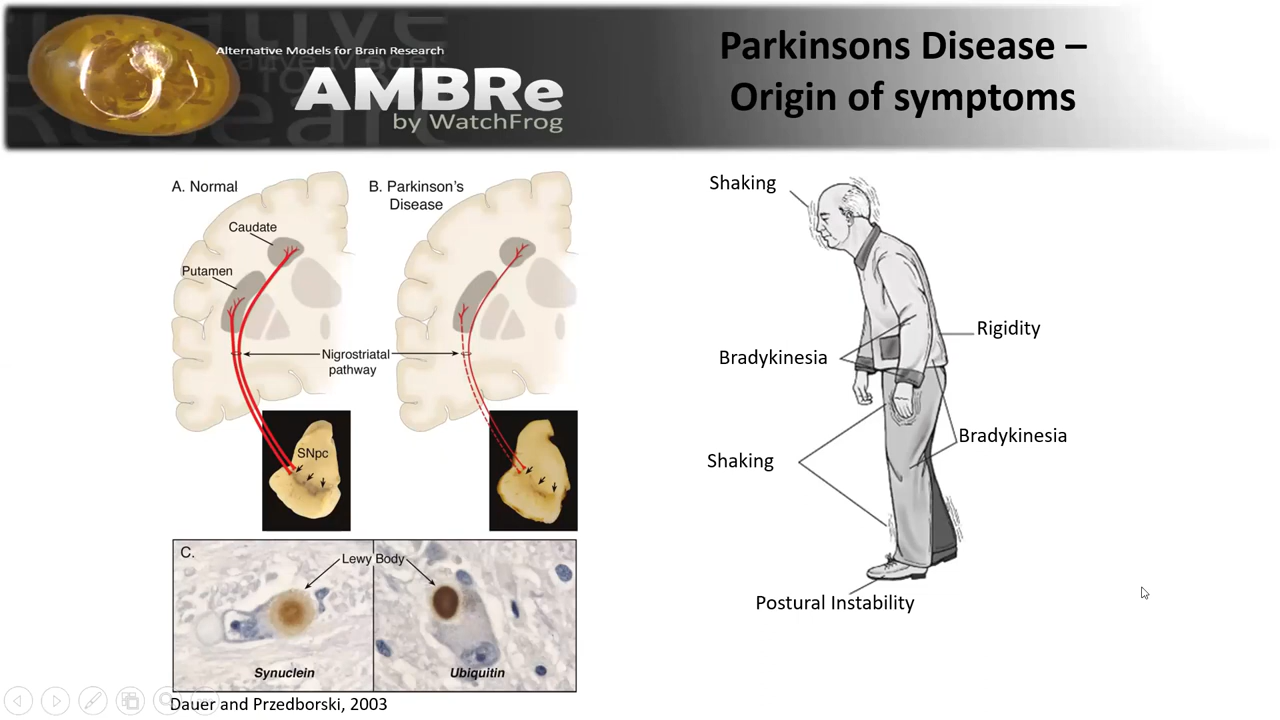 Alternative Models for Brain Research
AMBRe
by WatchFrog
Parkinsons Disease –
Origin of symptoms
A. Normal
Caudate
Putamen
B. Parkinson's
Disease
Nigrostriatal
pathway
SNpc
C.
Lewy Body
Synuclein
Ubiquitin
Dauer and Przedborski, 2003
Shaking
Rigidity
Bradykinesia
Bradykinesia
Shaking
Postural Instability